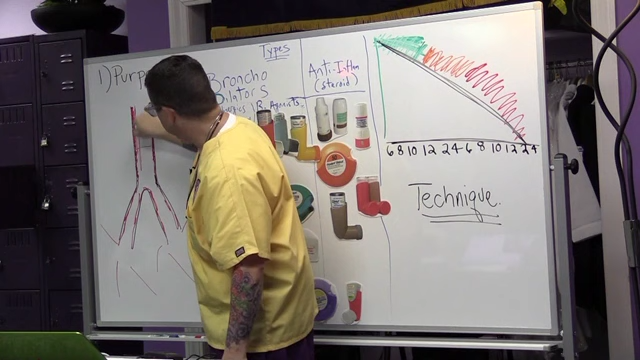 1) Purp
Types
Broncho
Dilators
Agonists
Anti-Inflam
(steroid)
6 8 10 12 2 4 6 8 10 12 2 4
Technique.